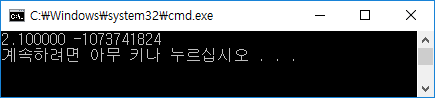 C:₩Windows₩system32₩cmd.exe
2.100000 -1073741824
계속하려면 아무 키나 누르십시오 . . .